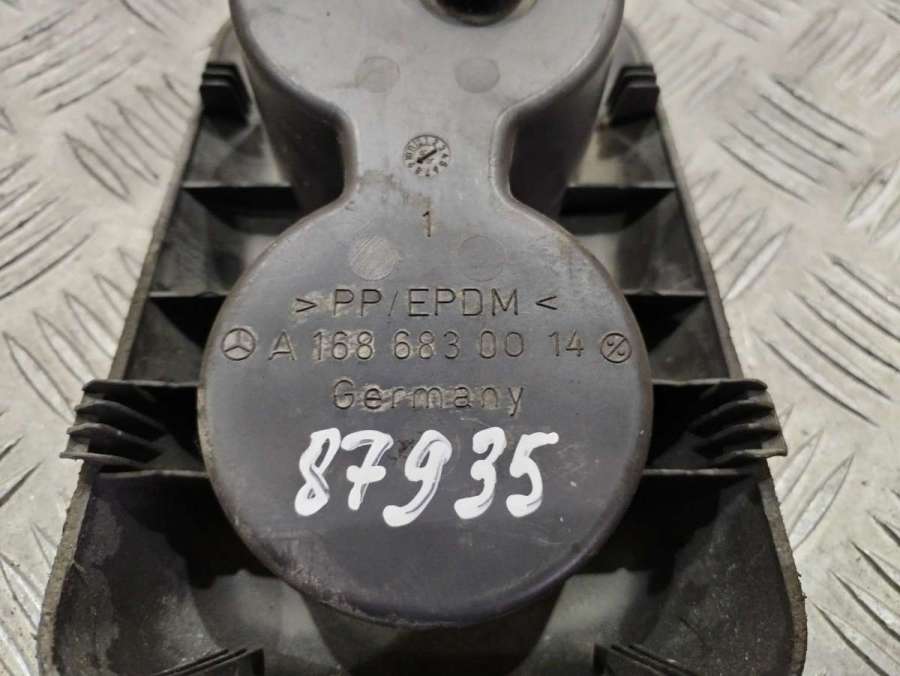 1
> PP/EPDM <
A 168 683 00 14
Germany
87935